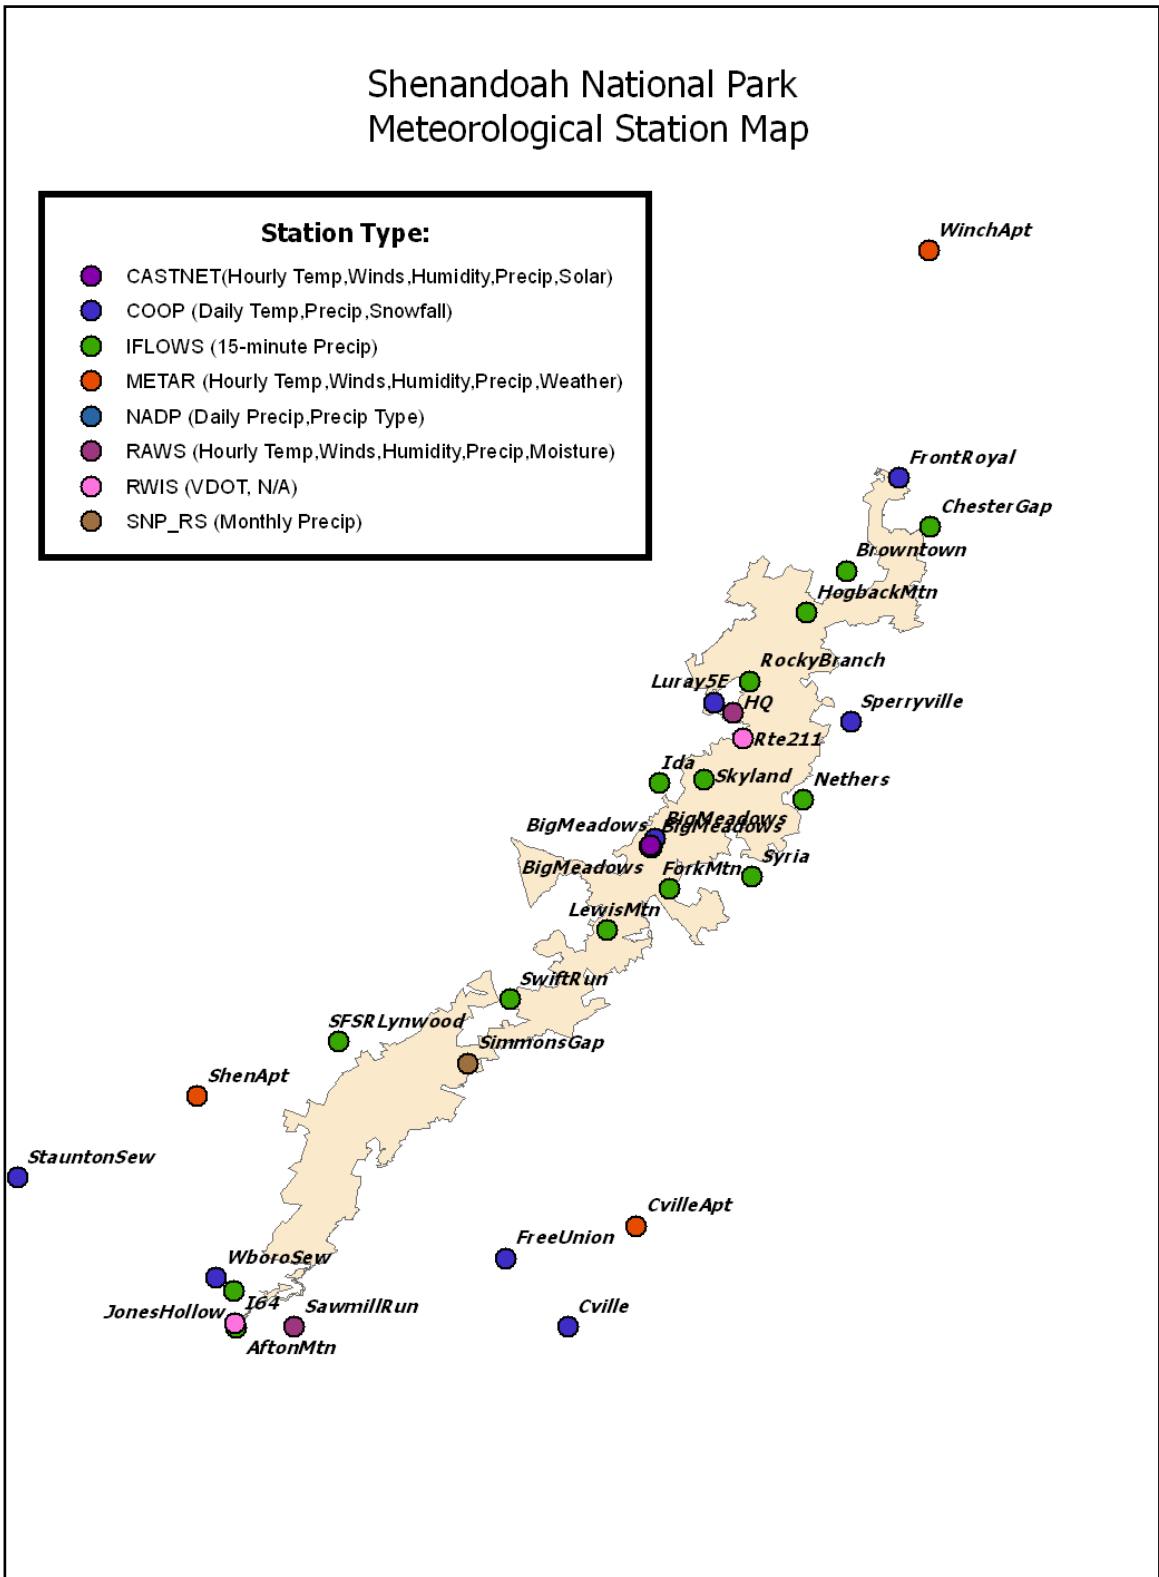 Shenandoah National Park
Meteorological Station Map
Station Type:
CASTNET(Hourly Temp,Winds,Humidity,Precip,Solar)
COOP (Daily Temp,Precip,Snowfall)
IFLOWS (15-minute Precip)
METAR (Hourly Temp,Winds,Humidity,Precip,Weather)
NADP (Daily Precip,Precip Type)
RAWS (Hourly Temp,Winds,Humidity,Precip,Moisture)
RWIS (VDOT, N/A)
SNP_RS (Monthly Precip)
WinchApt
FrontRoyal
ChesterGap
Browntown
HogbackMtn
RockyBranch
Luray5E
HQ
Sperryville
Rte211
Ida
Skyland
Nethers
BigMeadows
BigMeadows
BigMeadows
BigMeadows
ForkMtn
Syria
LewisMtn
SwiftRun
SFSRLynwood
SimmonsGap
ShenApt
StauntonSew
CvilleApt
FreeUnion
WboroSew
JonesHollow
I64
SawmillRun
Cville
AftonMtn